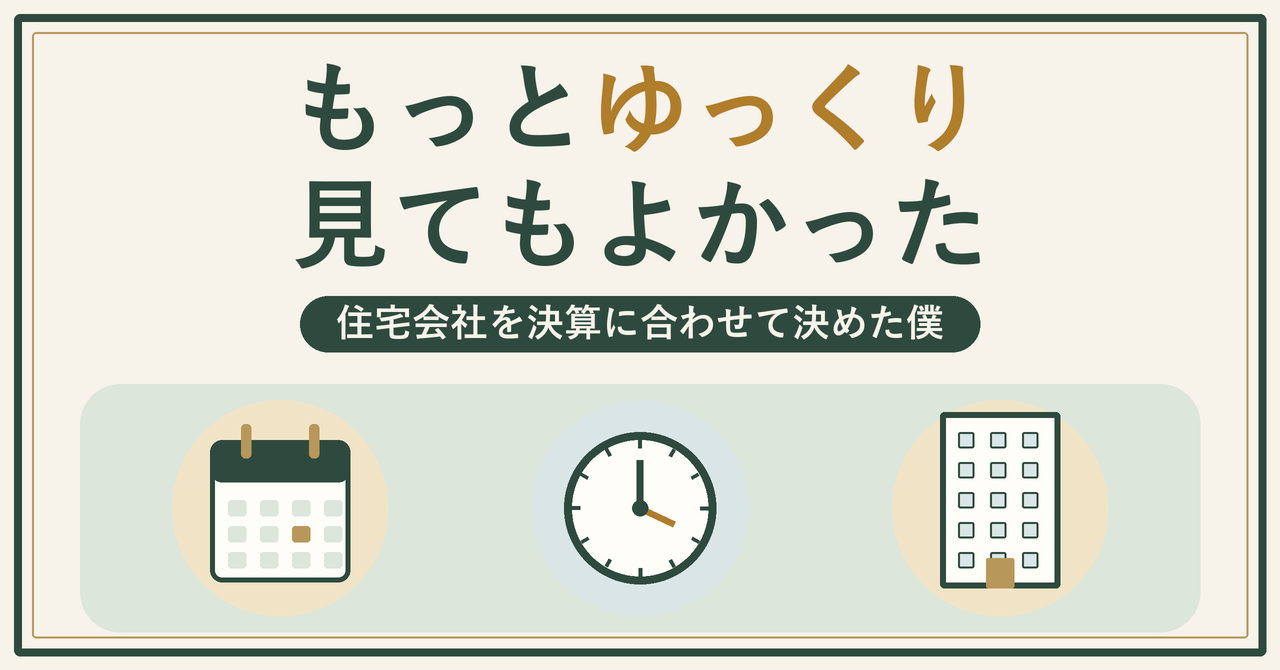 もっとゆっくり
見てもよかった
住宅会社を決算に合わせて決めた僕